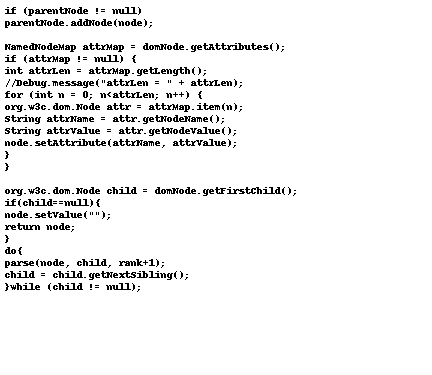 if (parentNode != null)
parentNode.addNode(node);
NamedNodeMap attrMap = domNode.getAttributes();
if (attrMap != null) {
int attrLen = attrMap.getLength();
//Debug.message("attrLen = " + attrLen);
for (int n = 0; n<attrLen; n++) {
org.w3c.dom.Node attr = attrMap.item(n);
String attrName = attr.getNodeName();
String attrValue = attr.getNodeValue();
node.setAttribute(attrName, attrValue);
}
}
org.w3c.dom.Node child = domNode.getFirstChild();
if(child==null){
node.setValue("");
return node;
}
do{
parse(node, child, rank+1);
child = child.getNextSibling();
}while (child != null);